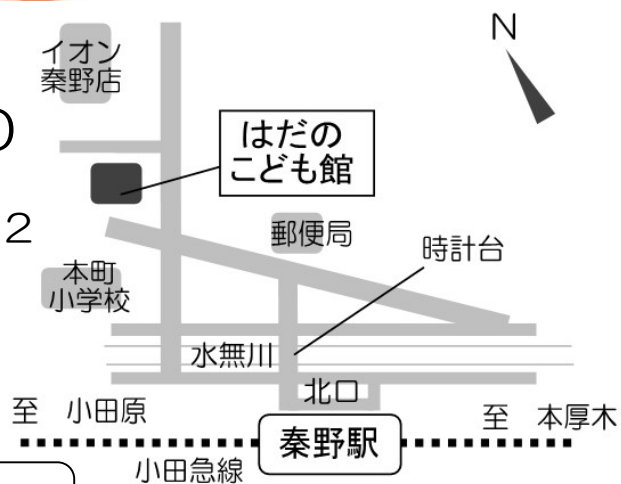 N
イオン
秦野店
はだの
こども館
2
郵便局
時計台
本町
小学校
水無川
北口
至 小田原
至 本厚木
秦野駅
小田急線